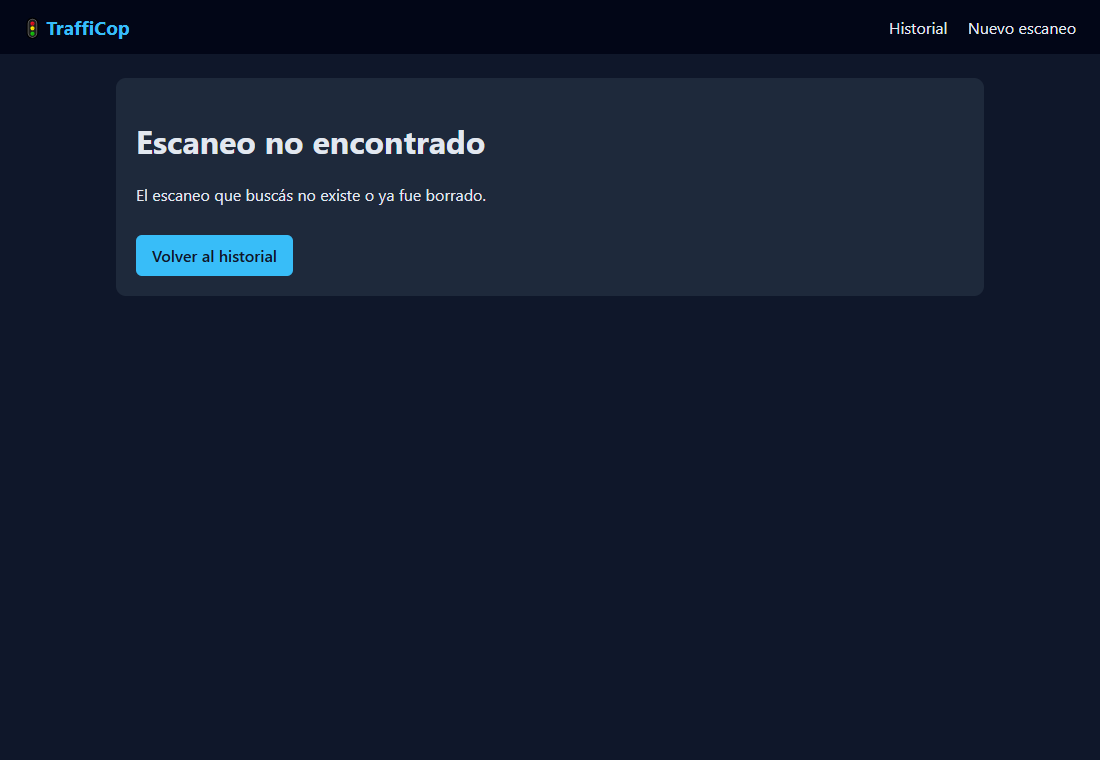 TraffiCop
Historial
Nuevo escaneo
Escaneo no encontrado
El escaneo que buscás no existe o ya fue borrado.
Volver al historial